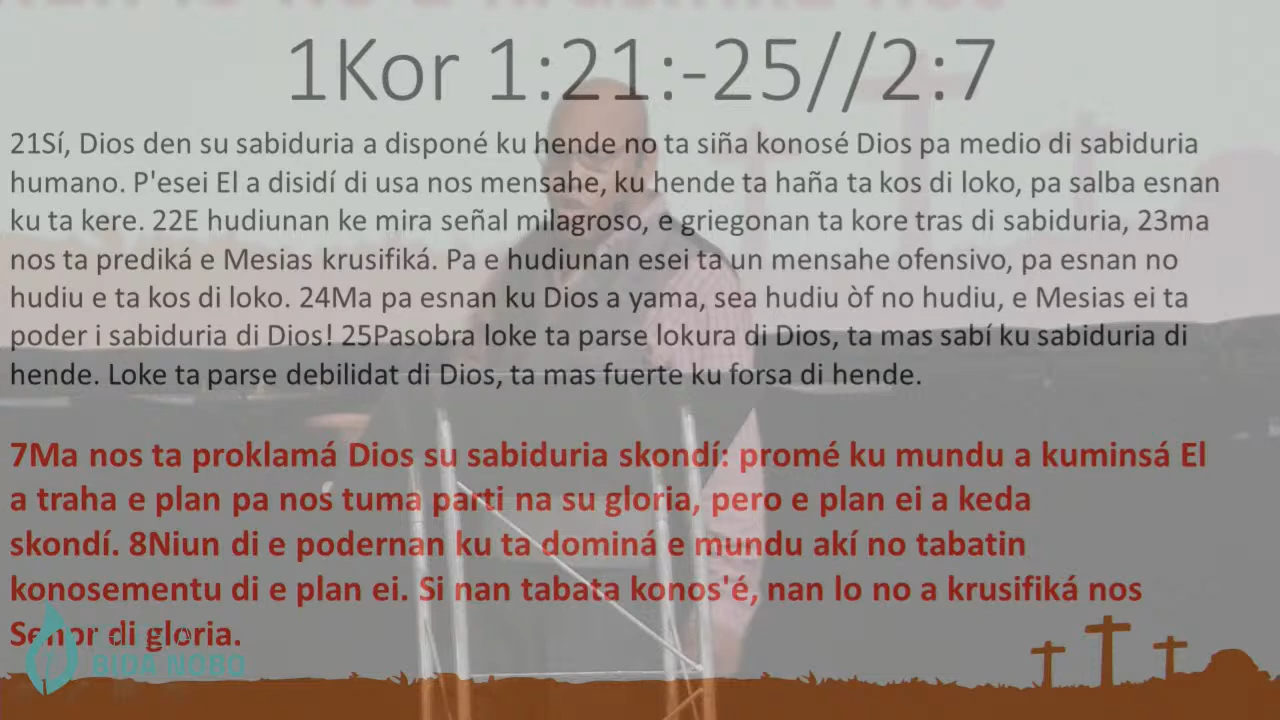 1Kor 1:21:-25//2:7
21Sí, Dios den su sabiduria a disponé ku hende no ta siña konosé Dios pa medio di sabiduria
humano. P'esei El a disidí di usa nos mensahe, ku hende ta haña ta kos di loko, pa salba esnan
ku ta kere. 22E hudiunan ke mira señal milagroso, e griegonan ta kore tras di sabiduria, 23ma
nos ta prediká e Mesias krusifiká. Pa e hudiunan esei ta un mensahe ofensivo, pa esnan no
hudiu e ta kos di loko. 24Ma pa esnan ku Dios a yama, sea hudiu òf no hudiu, e Mesias ei ta
poder i sabiduria di Dios! 25Pasobra loke ta parse lokura di Dios, ta mas sabí ku sabiduria di
hende. Loke ta parse debilidat di Dios, ta mas fuerte ku forsa di hende.
7Ma nos ta proklamá Dios su sabiduria skondí: promé ku mundu a kuminsá El
a traha e plan pa nos tuma parti na su gloria, pero e plan ei a keda
skondí. 8Niun di e podernan ku ta dominá e mundu akí no tabatin
konosementu di e plan ei. Si nan tabata konos'é, nan lo no a krusifiká nos
Señor di gloria.
BIDA NOBO